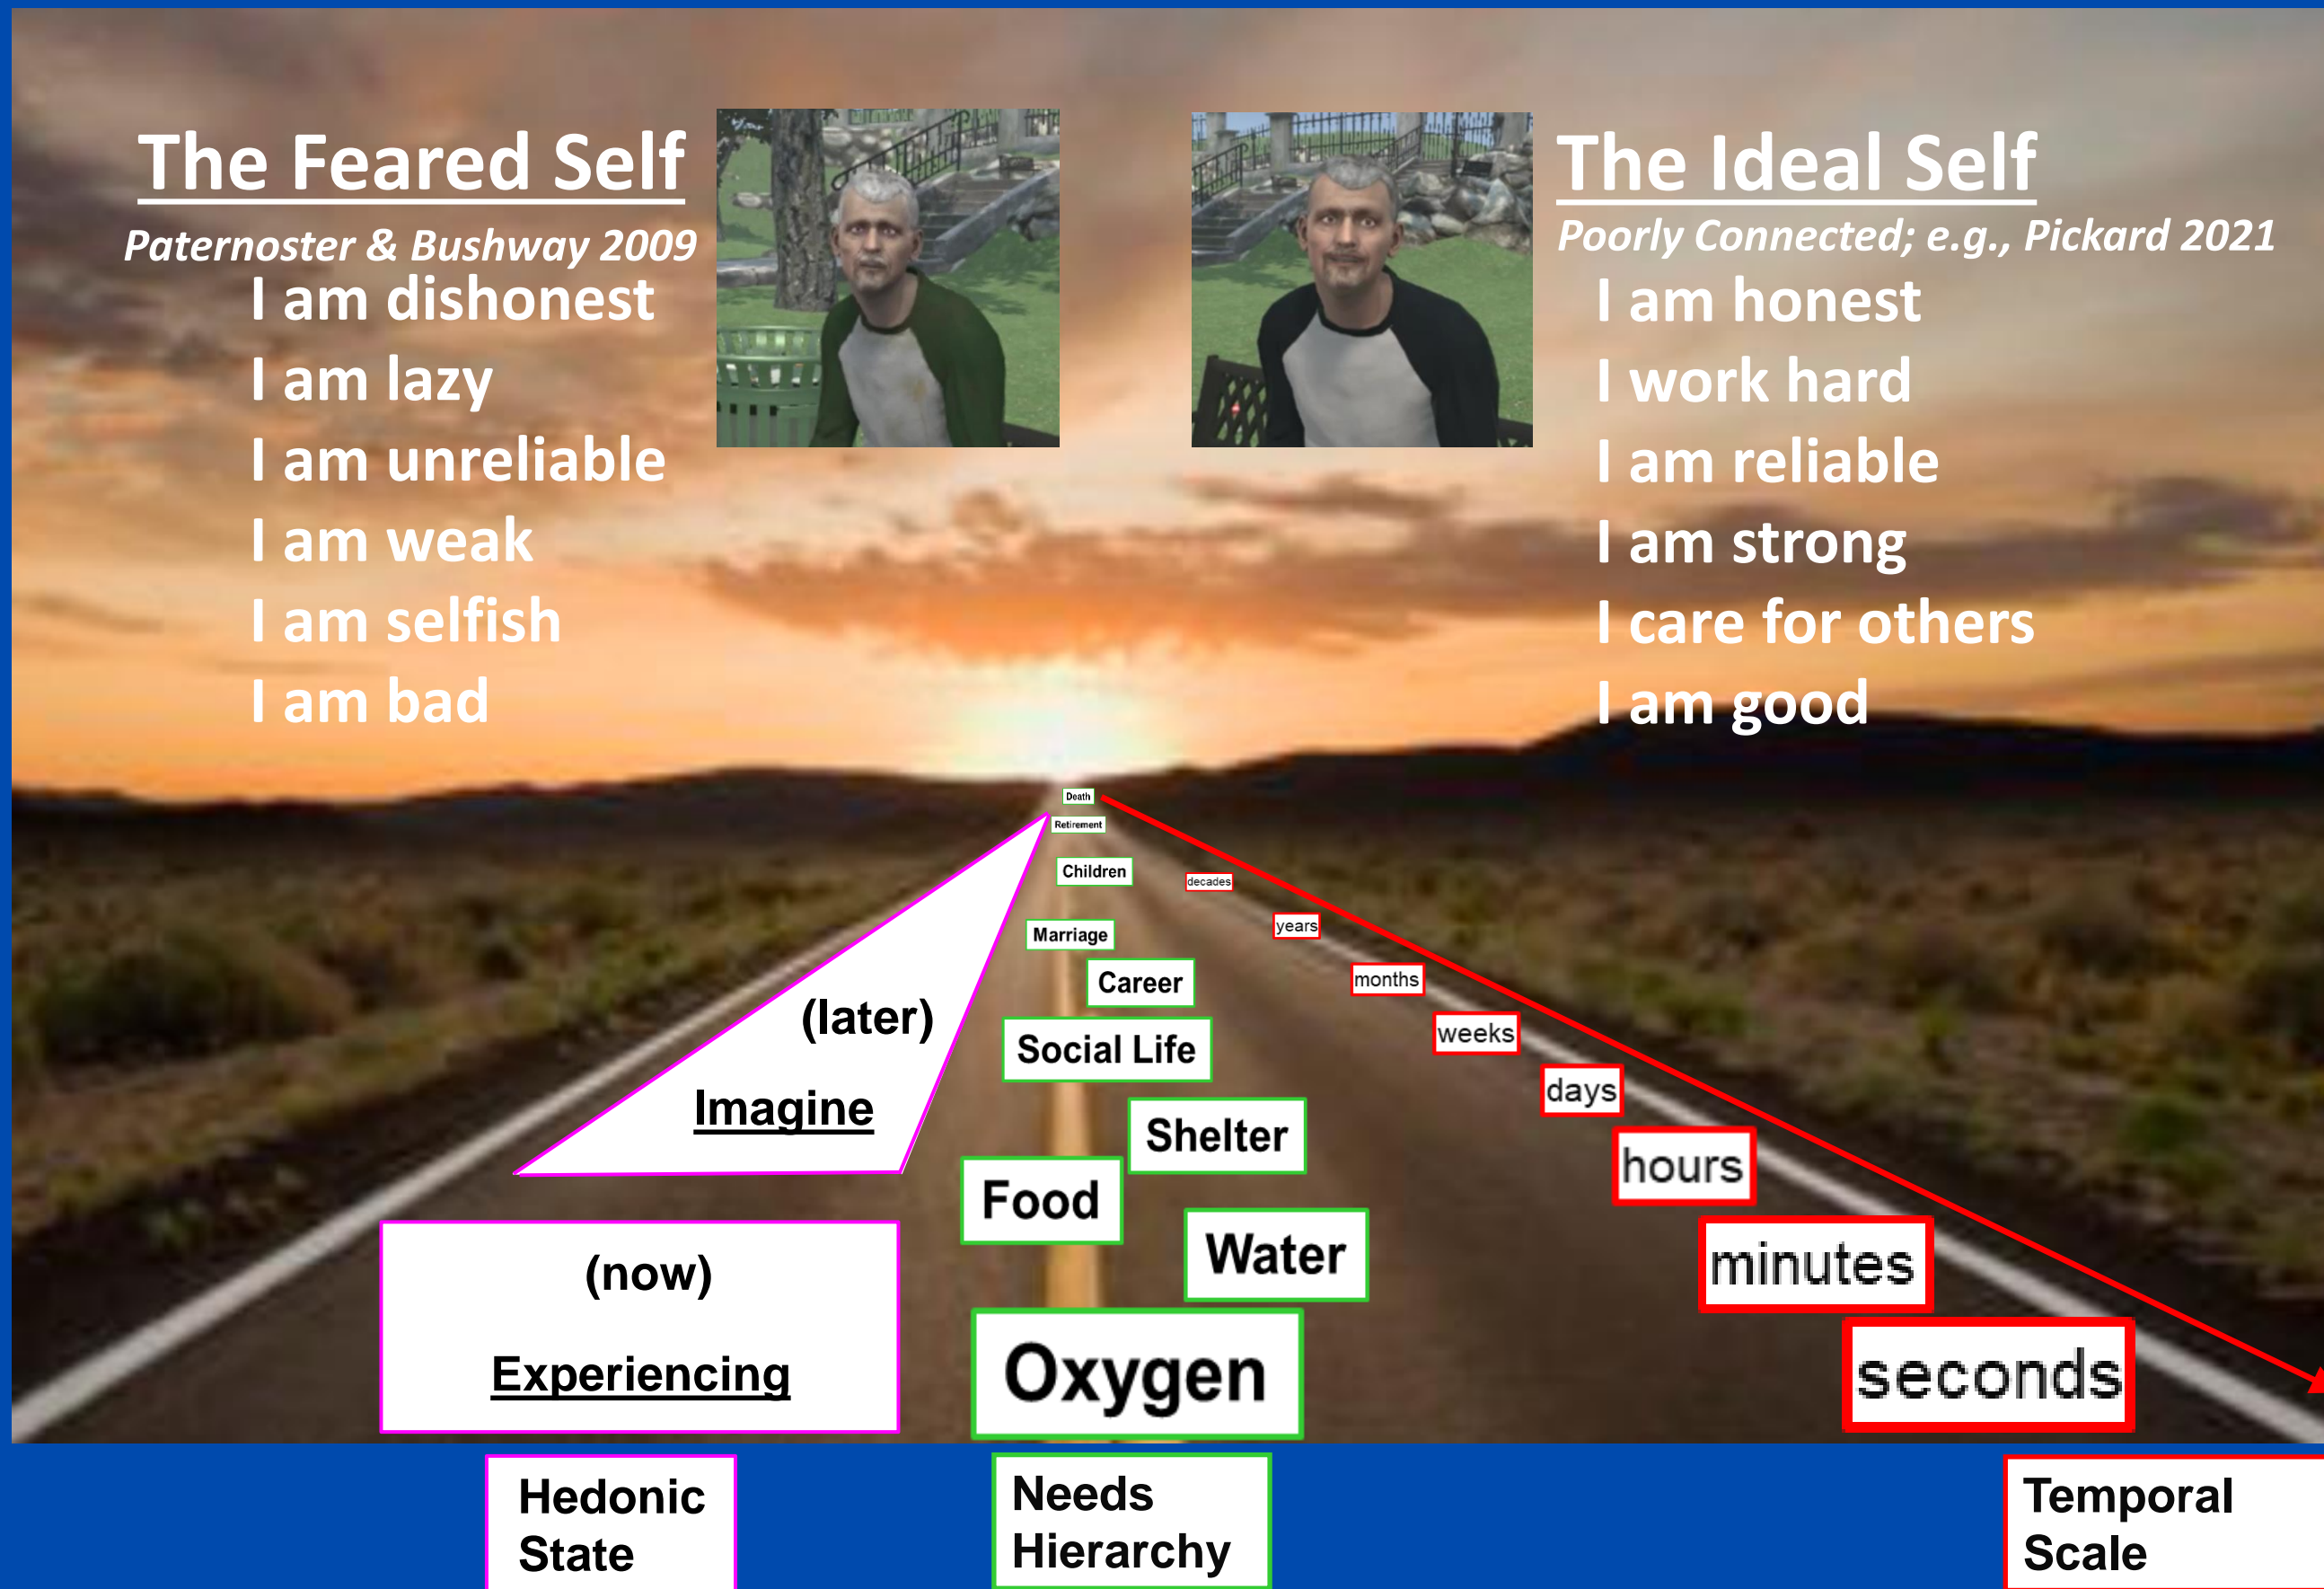 The Feared Self
Paternoster & Bushway 2009
I am dishonest
I am lazy
I am unreliable
I am weak
I am selfish
I am bad
The Ideal Self
Poorly Connected; e.g., Pickard 2021
I am honest
I work hard
I am reliable
I am strong
I care for others
I am good
(later)
Imagine
(now)
Experiencing
Hedonic
State
Death
Retirement
Children
Marriage
Career
Social Life
Shelter
Food
Water
Oxygen
Needs
Hierarchy
decades
years
months
weeks
days
hours
minutes
seconds
Temporal
Scale